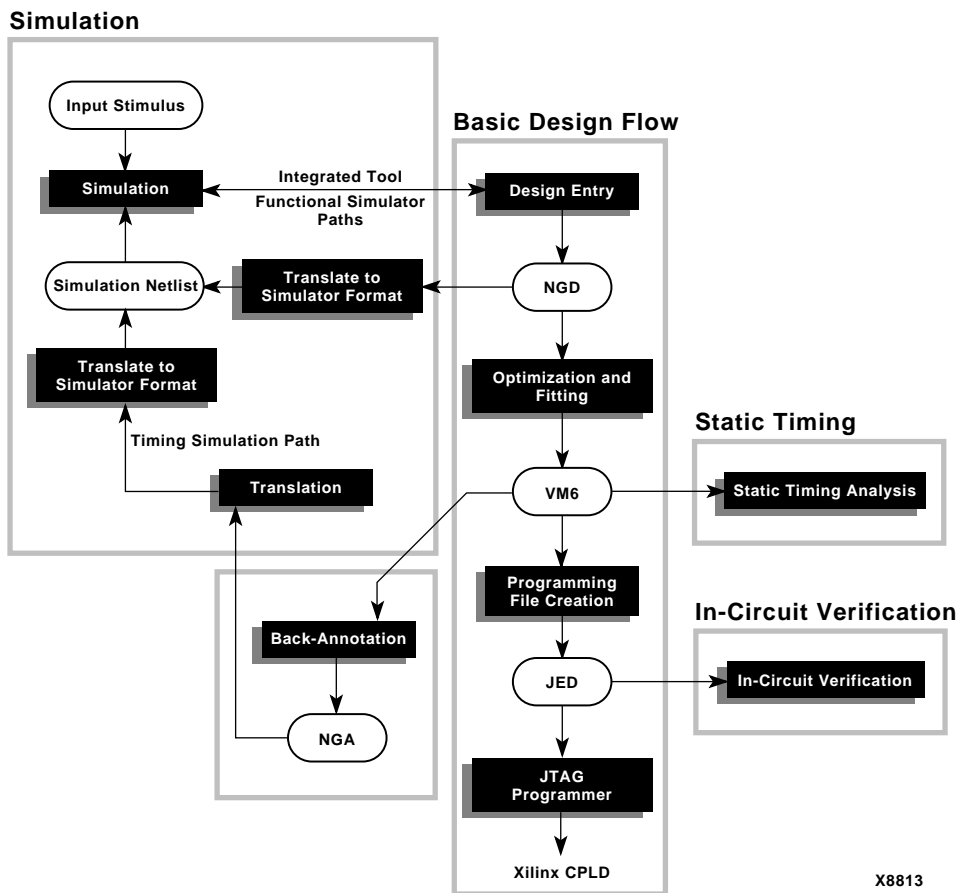 Simulation
Input Stimulus
Simulation
Integrated Tool
Functional Simulator
Paths
Simulation Netlist
Translate to
Simulator Format
Translate to
Simulator Format
Timing Simulation Path
Translation
Back-Annotation
NGA
Basic Design Flow
Design Entry
NGD
Optimization and
Fitting
VM6
Programming
File Creation
JED
JTAG
Programmer
Xilinx CPLD
Static Timing
Static Timing Analysis
In-Circuit Verification
In-Circuit Verification
X8813